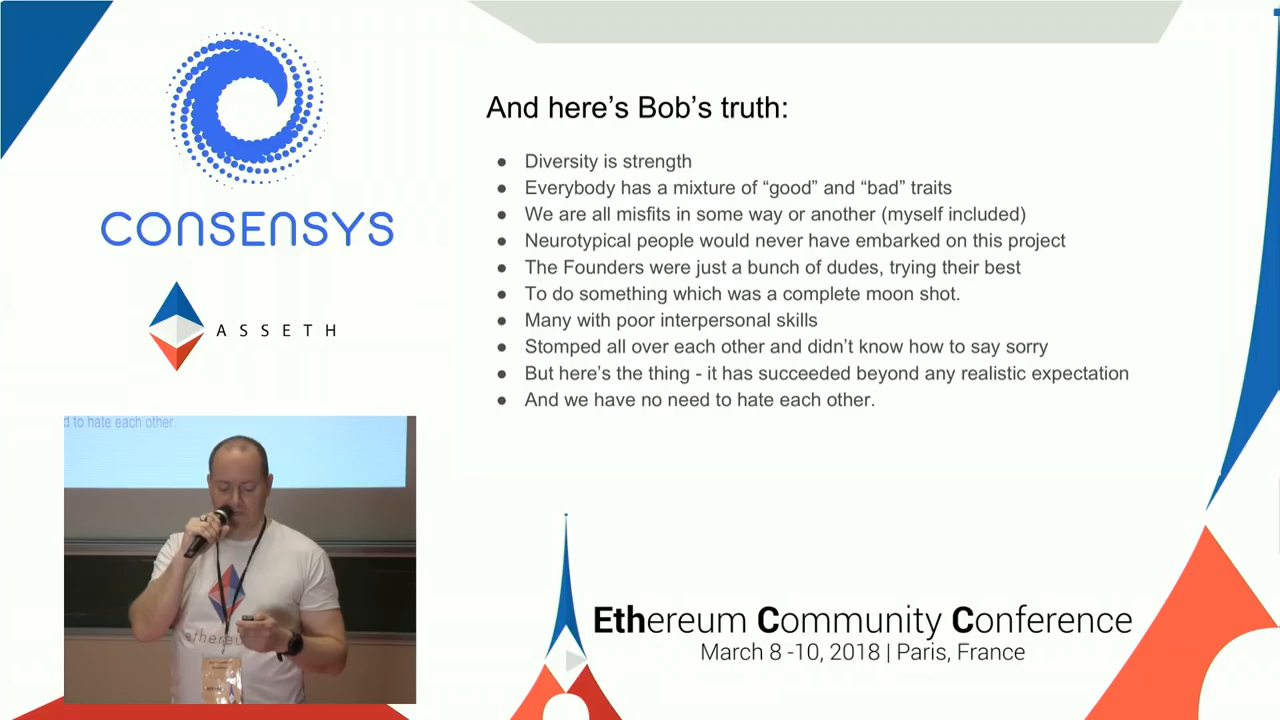 CONSENSYS
ASSETH
And here's Bob's truth:
● Diversity is strength
● Everybody has a mixture of “good” and “bad” traits
● We are all misfits in some way or another (myself included)
● Neurotypical people would never have embarked on this project
● The Founders were just a bunch of dudes, trying their best
● To do something which was a complete moon shot.
● Many with poor interpersonal skills
● Stomped all over each other and didn’t know how to say sorry
● But here’s the thing - it has succeeded beyond any realistic expectation
● And we have no need to hate each other.
d to hate each other.
ethereu
Ethereum Community Conference
March 8 -10, 2018 | Paris, France